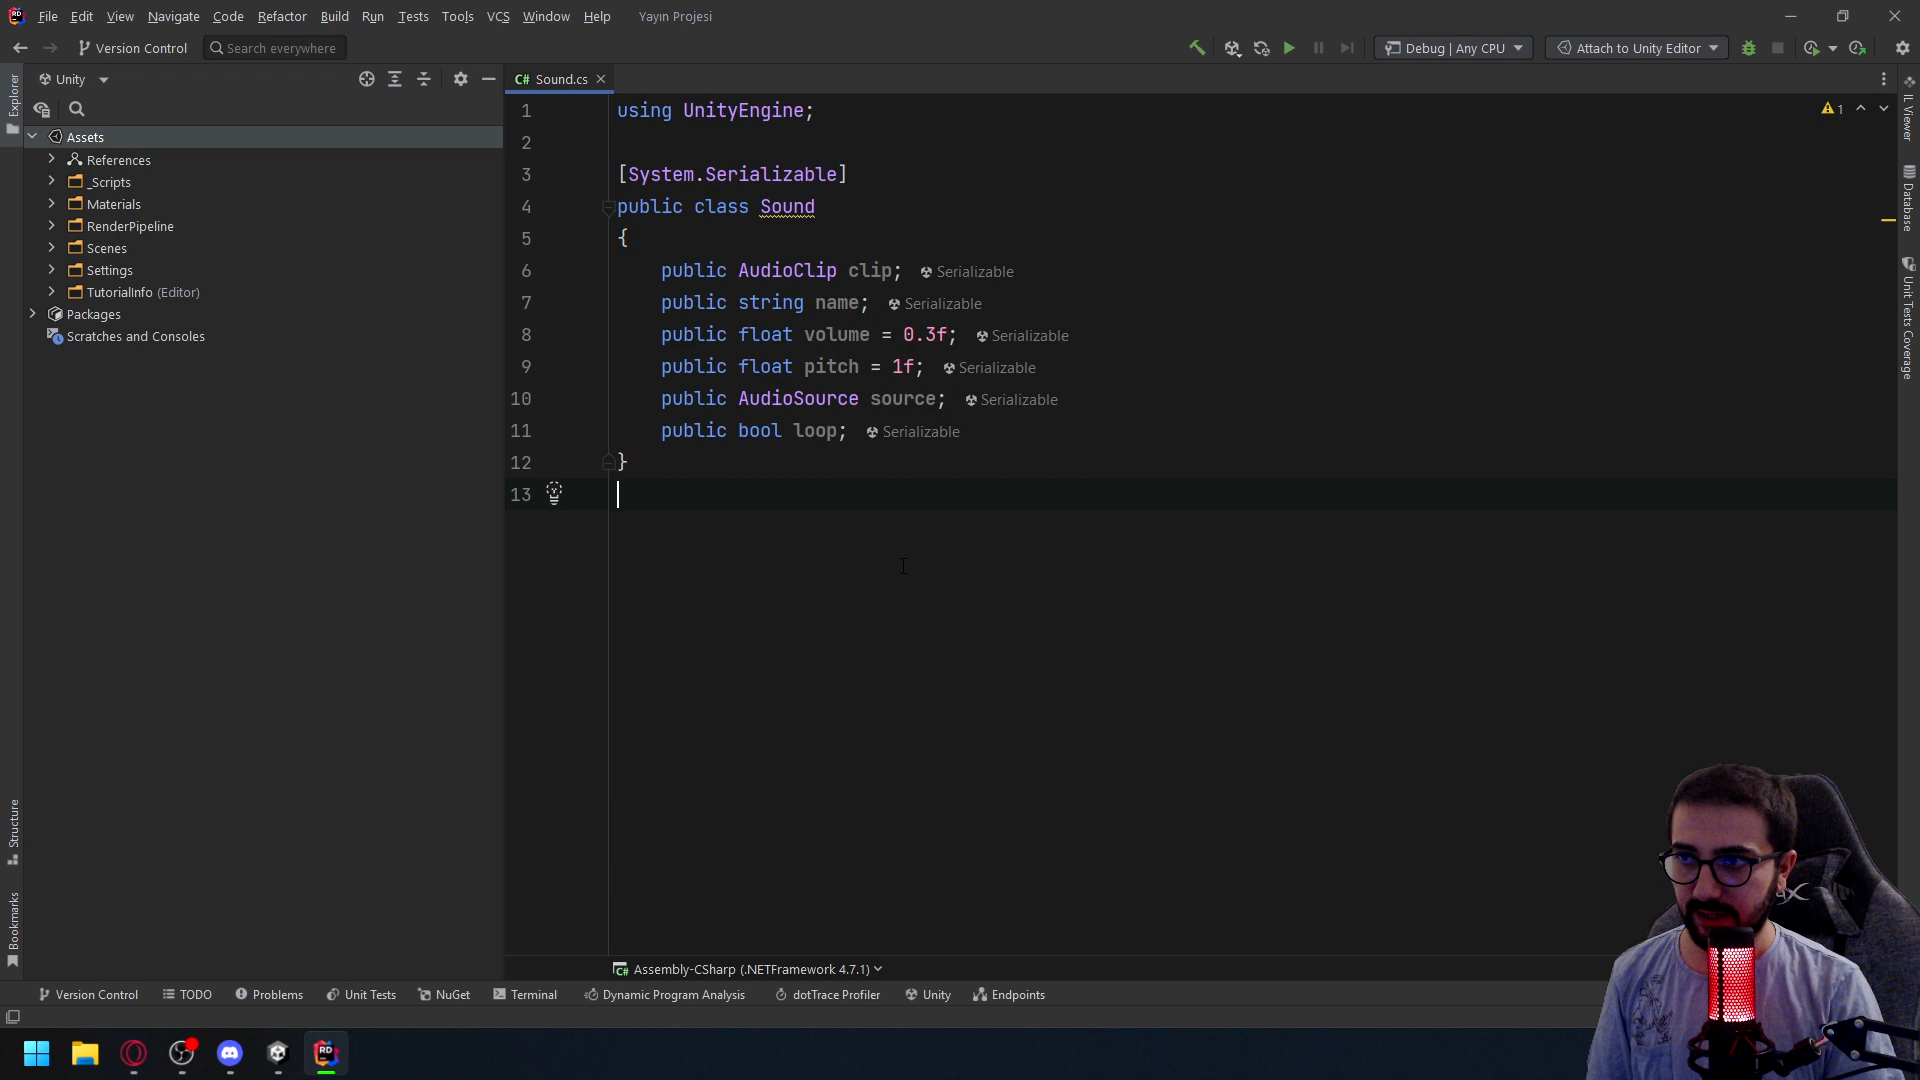 File Edit View Navigate Code Refactor Build Run Tests Tools VCS Window Help Yayın Projesi
Version Control Search everywhere Debug | Any CPU Attach to Unity Editor
Explorer
Unity
C# Sound.cs
Assets
References
_Scripts
Materials
RenderPipeline
Scenes
Settings
TutorialInfo (Editor)
Packages
Scratches and Consoles
1 using UnityEngine;
2
3 [System.Serializable]
4 public class Sound
5 {
6 public AudioClip clip; Serializable
7 public string name; Serializable
8 public float volume = 0.3f; Serializable
9 public float pitch = 1f; Serializable
10 public AudioSource source; Serializable
11 public bool loop; Serializable
12 }
13
1
IL Viewer
Database
Unit Tests Coverage
Structure
Bookmarks
C# Assembly-CSharp (.NETFramework 4.7.1)
Version Control TODO Problems Unit Tests NuGet Terminal Dynamic Program Analysis dotTrace Profiler Unity Endpoints
RD